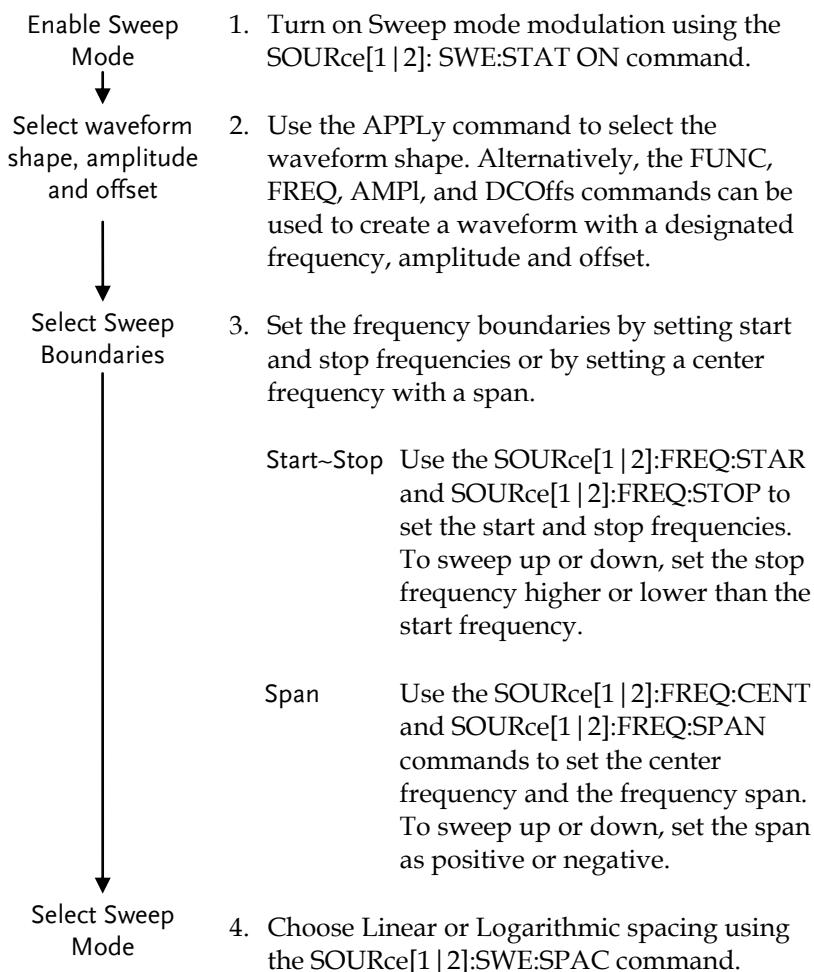 Enable Sweep
Mode
1. Turn on Sweep mode modulation using the
SOURce[1|2]: SWE:STAT ON command.
Select waveform
shape, amplitude
and offset
2. Use the APPLy command to select the
waveform shape. Alternatively, the FUNC,
FREQ, AMPl, and DCOffs commands can be
used to create a waveform with a designated
frequency, amplitude and offset.
Select Sweep
Boundaries
3. Set the frequency boundaries by setting start
and stop frequencies or by setting a center
frequency with a span.
Start~Stop
Use the SOURce[1|2]:FREQ:STAR
and SOURce[1|2]:FREQ:STOP to
set the start and stop frequencies.
To sweep up or down, set the stop
frequency higher or lower than the
start frequency.
Span
Use the SOURce[1|2]:FREQ:CENT
and SOURce[1|2]:FREQ:SPAN
commands to set the center
frequency and the frequency span.
To sweep up or down, set the span
as positive or negative.
Select Sweep
Mode
4. Choose Linear or Logarithmic spacing using
the SOURce[1|2]:SWE:SPAC command.